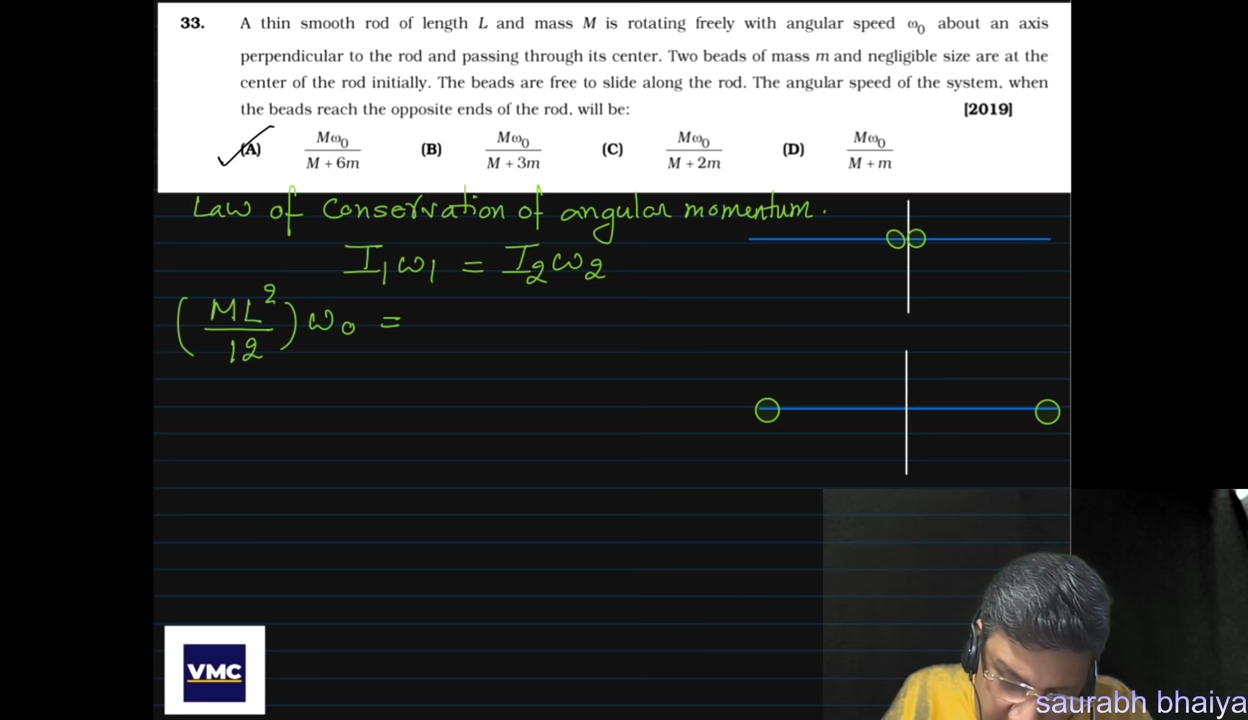 33. A thin smooth rod of length L and mass M is rotating freely with angular speed ω₀ about an axis
perpendicular to the rod and passing through its center. Two beads of mass m and negligible size are at the
center of the rod initially. The beads are free to slide along the rod. The angular speed of the system, when
the beads reach the opposite ends of the rod, will be: [2019]
(A) Mω₀/(M + 6m) (B) Mω₀/(M + 3m) (C) Mω₀/(M + 2m) (D) Mω₀/(M + m)
Law of Conservation of angular momentum.
I₁ω₁ = I₂ω₂
(ML²/12)ω₀ =
VMC
saurabh bhaiya